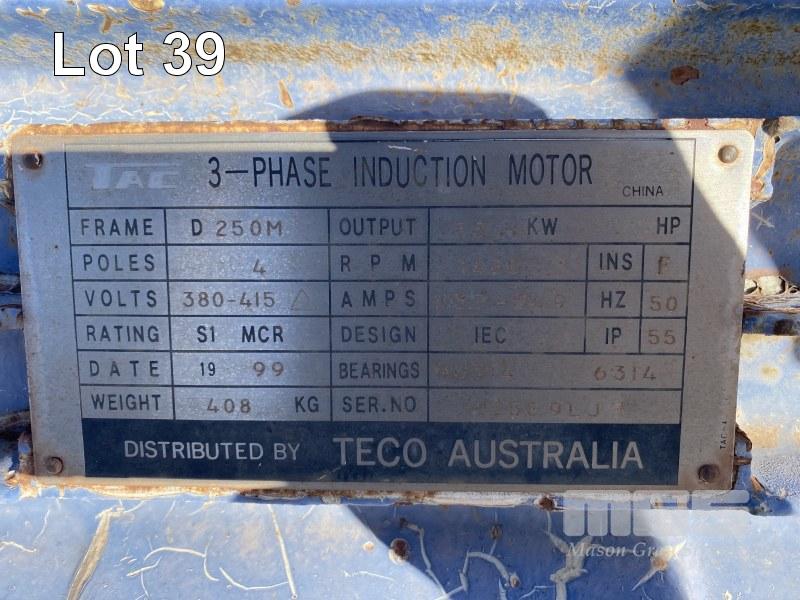 Lot 39
TAC 3-PHASE INDUCTION MOTOR CHINA
FRAME D 250M OUTPUT KW HP
POLES 4 RPM INS F
VOLTS 380-415 △ AMPS HZ 50
RATING S1 MCR DESIGN IEC IP 55
DATE 19 99 BEARINGS 6314
WEIGHT 408 KG SER.NO
DISTRIBUTED BY TECO AUSTRALIA
Mason